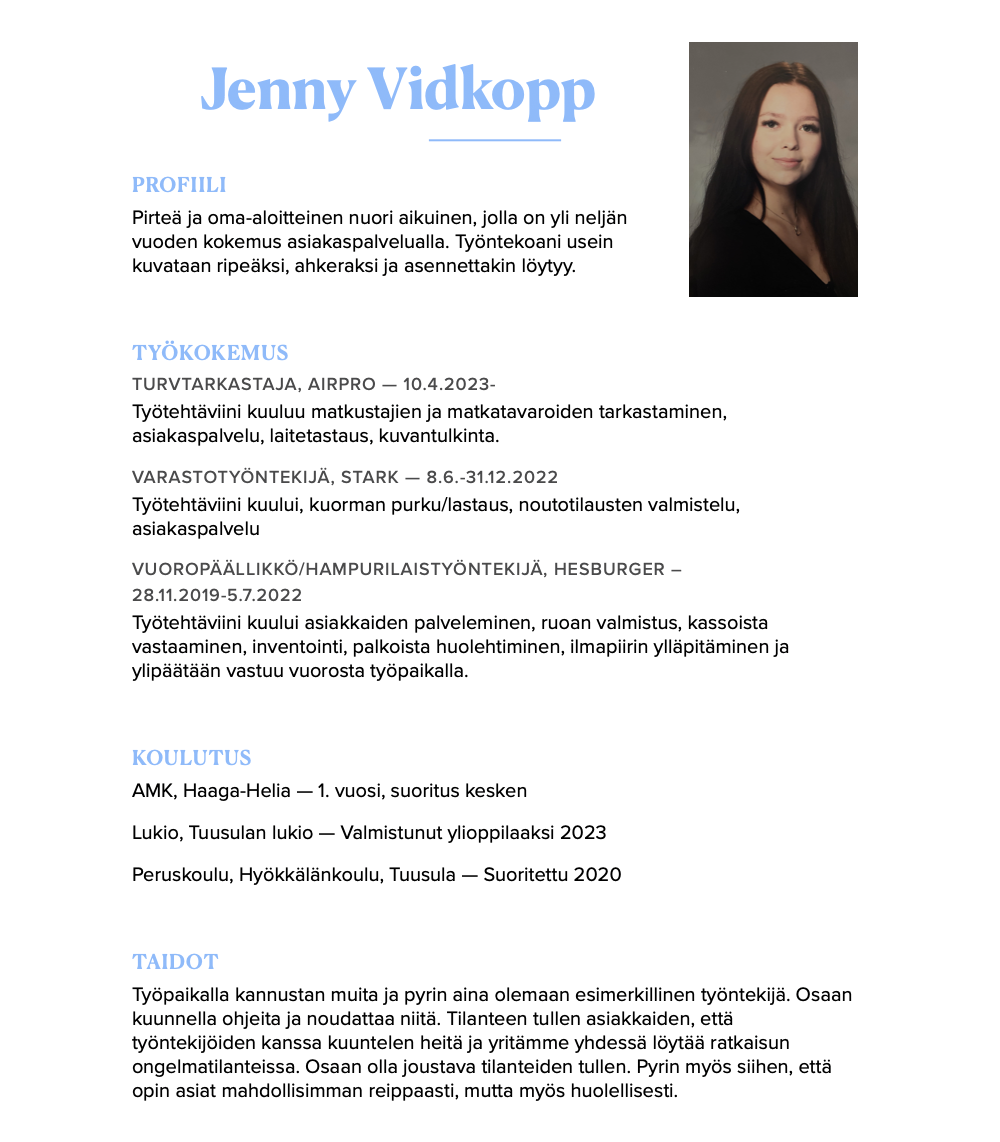 Jenny Vidkopp
PROFIILI
Pirteä ja oma-aloitteinen nuori aikuinen, jolla on yli neljän
vuoden kokemus asiakaspalvelualla. Työntekoani usein
kuvataan ripeäksi, ahkeraksi ja asennettakin löytyy.
TYÖKOKEMUS
TURVTARKASTAJA, AIRPRO — 10.4.2023-
Työtehtäviini kuuluu matkustajien ja matkatavaroiden tarkastaminen,
asiakaspalvelu, laitetastaus, kuvantulkinta.
VARASTOTYÖNTEKIJÄ, STARK — 8.6.-31.12.2022
Työtehtäviini kuului, kuorman purku/lastaus, noutotilausten valmistelu,
asiakaspalvelu
VUOROPÄÄLLIKKÖ/HAMPURILAISTYÖNTEKIJÄ, HESBURGER –
28.11.2019-5.7.2022
Työtehtäviini kuului asiakkaiden palveleminen, ruoan valmistus, kassoista
vastaaminen, inventointi, palkoista huolehtiminen, ilmapiirin ylläpitäminen ja
ylipäätään vastuu vuorosta työpaikalla.
KOULUTUS
AMK, Haaga-Helia — 1. vuosi, suoritus kesken
Lukio, Tuusulan lukio — Valmistunut ylioppilaaksi 2023
Peruskoulu, Hyökkälänkoulu, Tuusula — Suoritettu 2020
TAIDOT
Työpaikalla kannustan muita ja pyrin aina olemaan esimerkillinen työntekijä. Osaan
kuunnella ohjeita ja noudattaa niitä. Tilanteen tullen asiakkaiden, että
työntekijöiden kanssa kuuntelen heitä ja yritämme yhdessä löytää ratkaisun
ongelmatilanteissa. Osaan olla joustava tilanteiden tullen. Pyrin myös siihen, että
opin asiat mahdollisimman reippaasti, mutta myös huolellisesti.